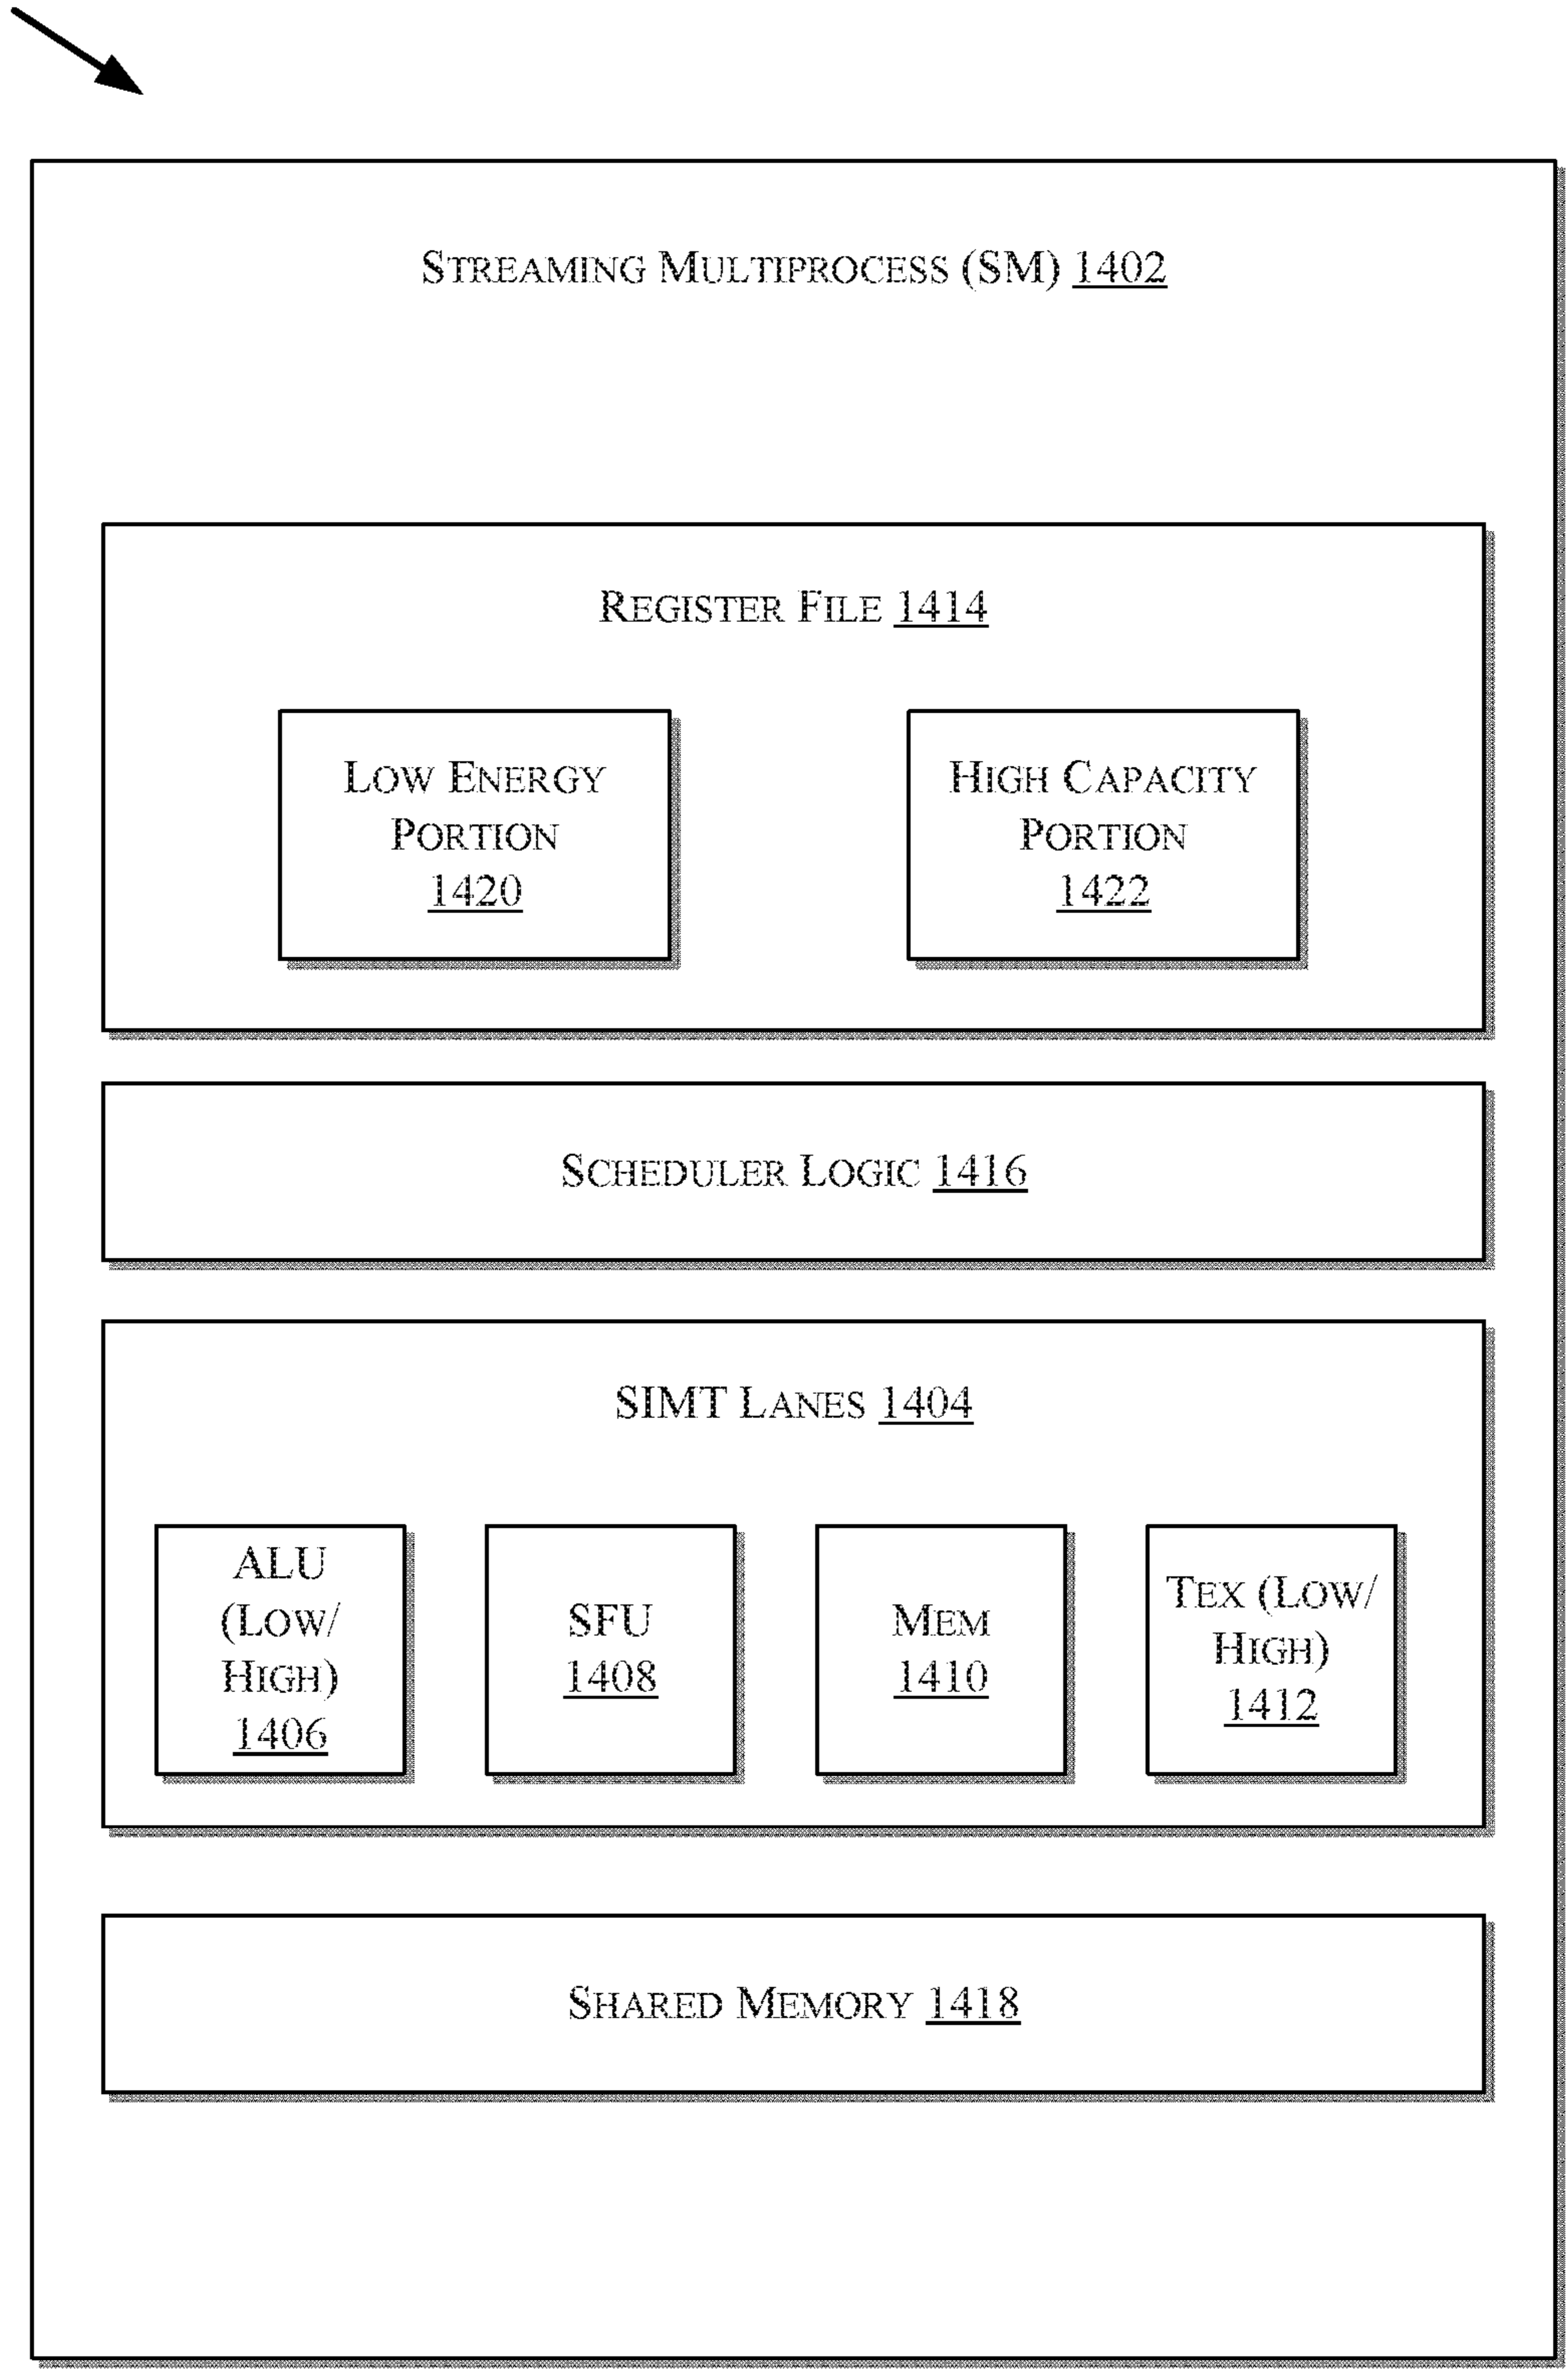 Streaming Multiprocess (SM) 1402
Register File 1414
Low Energy
Portion
1420
High Capacity
Portion
1422
Scheduler Logic 1416
SIMT Lanes 1404
ALU
(Low/
High)
1406
SFU
1408
Mem
1410
Tex (Low/
High)
1412
Shared Memory 1418